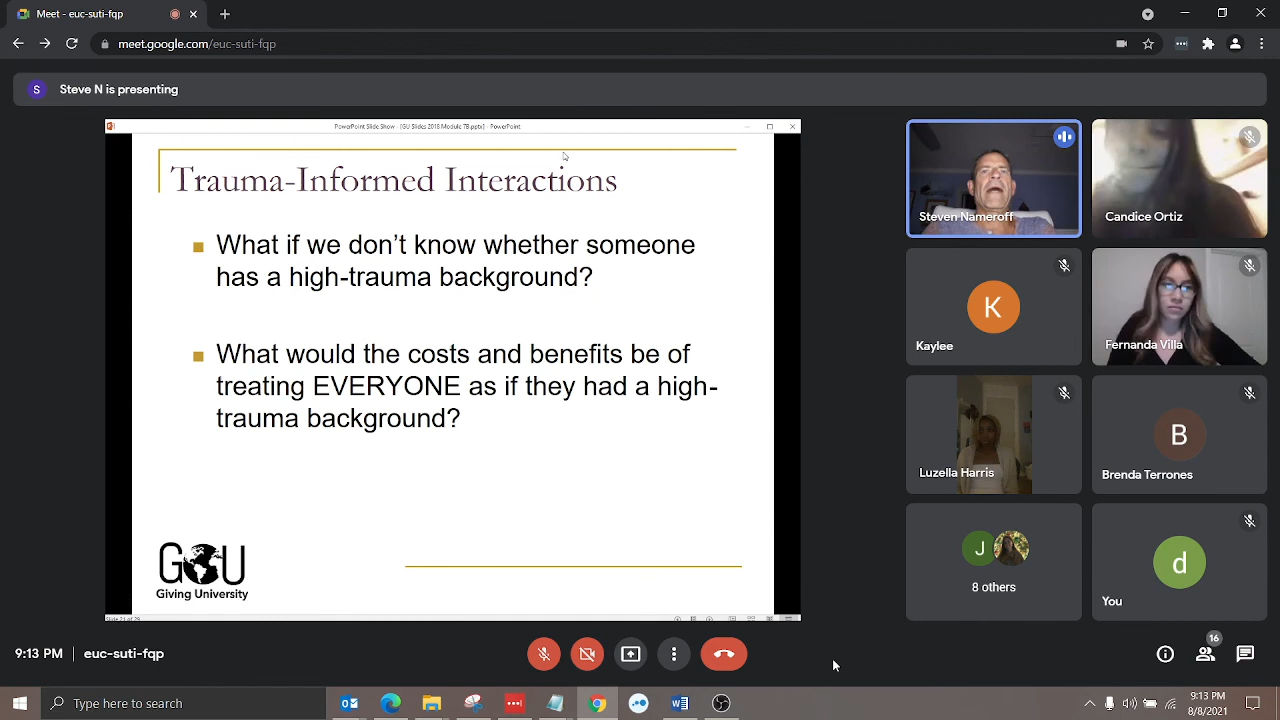 Meet - euc-suti-fqp
meet.google.com/euc-suti-fqp
S
Steve N is presenting
PowerPoint Slide Show - [GU Slides 2018 Module 7B.pptx] - PowerPoint
Trauma-Informed Interactions
What if we don’t know whether someone
has a high-trauma background?
What would the costs and benefits be of
treating EVERYONE as if they had a high-
trauma background?
GU
Giving University
Slide 21 of 29
Steven Nameroff
Candice Ortiz
K
Kaylee
Fernanda Villa
Luzella Harris
B
Brenda Terrones
J
8 others
d
You
9:13 PM | euc-suti-fqp
16
Type here to search
9:13 PM
8/8/2021